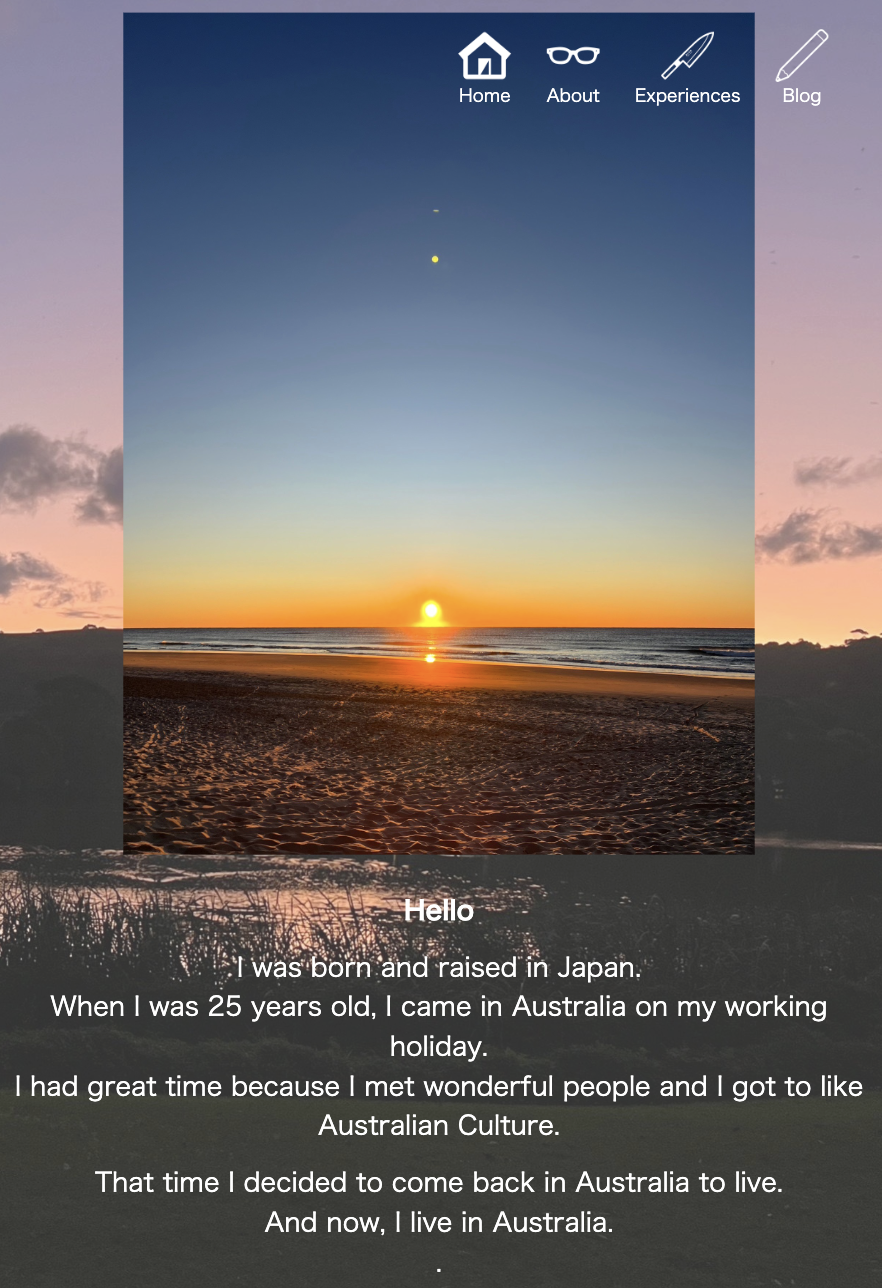 Home About Experiences Blog
Hello
I was born and raised in Japan.
When I was 25 years old, I came in Australia on my working
holiday.
I had great time because I met wonderful people and I got to like
Australian Culture.
That time I decided to come back in Australia to live.
And now, I live in Australia.
.